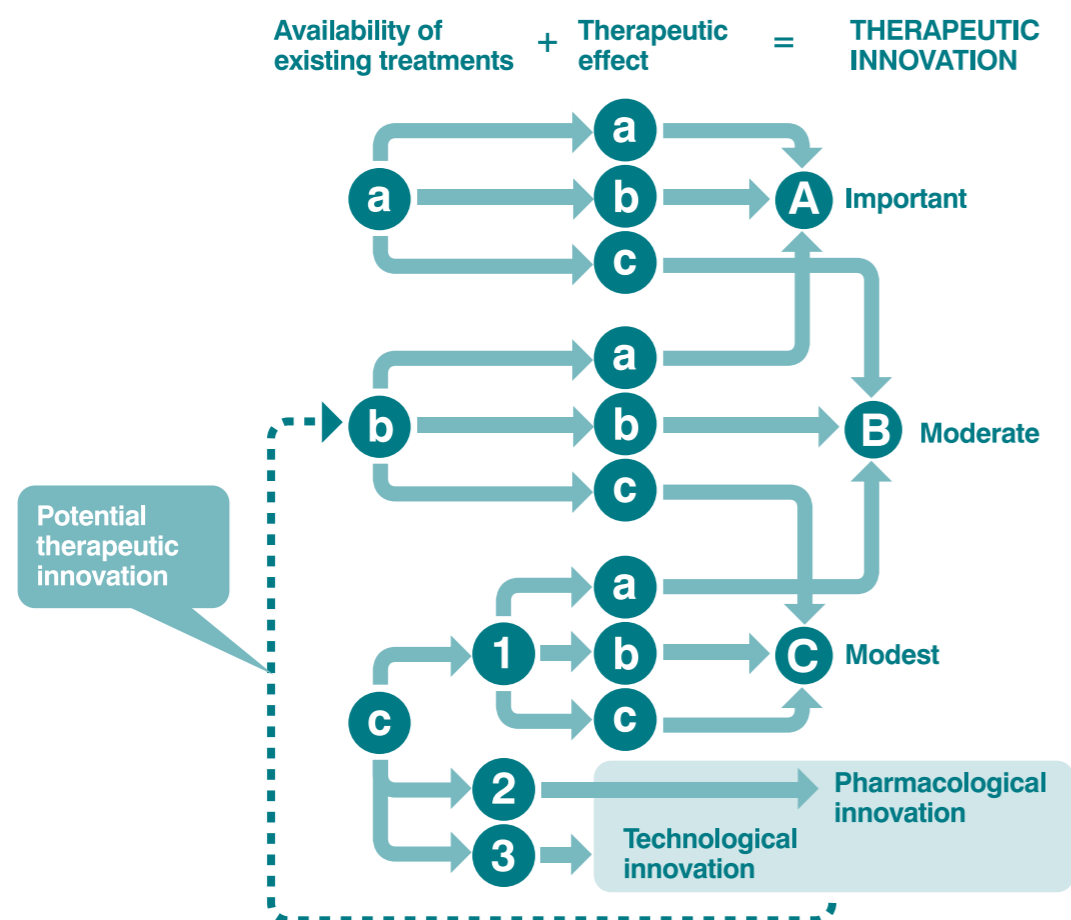 Availability of
existing treatments
+
Therapeutic
effect
=
THERAPEUTIC
INNOVATION
a
a
b
c
A
Important
b
a
b
c
B
Moderate
Potential
therapeutic
innovation
c
1
a
b
c
C
Modest
2
Pharmacological
innovation
3
Technological
innovation